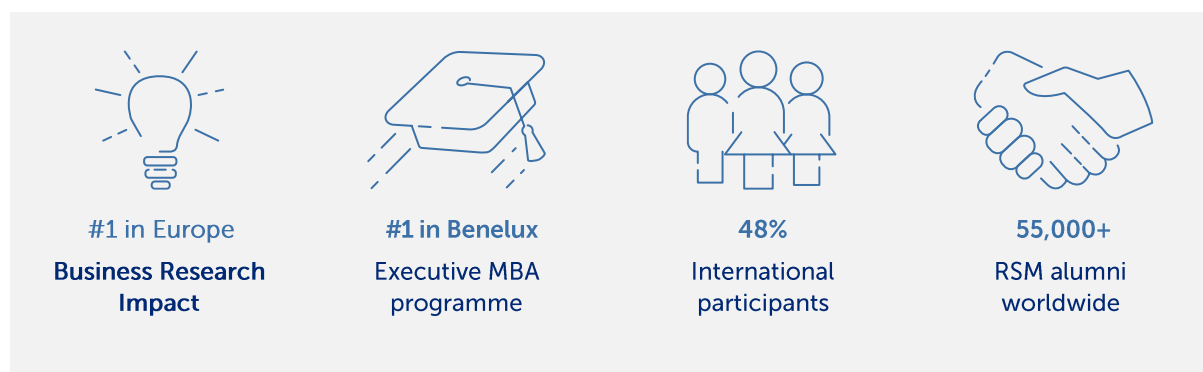 #1 in Europe
Business Research
Impact
#1 in Benelux
Executive MBA
programme
48%
International
participants
55,000+
RSM alumni
worldwide